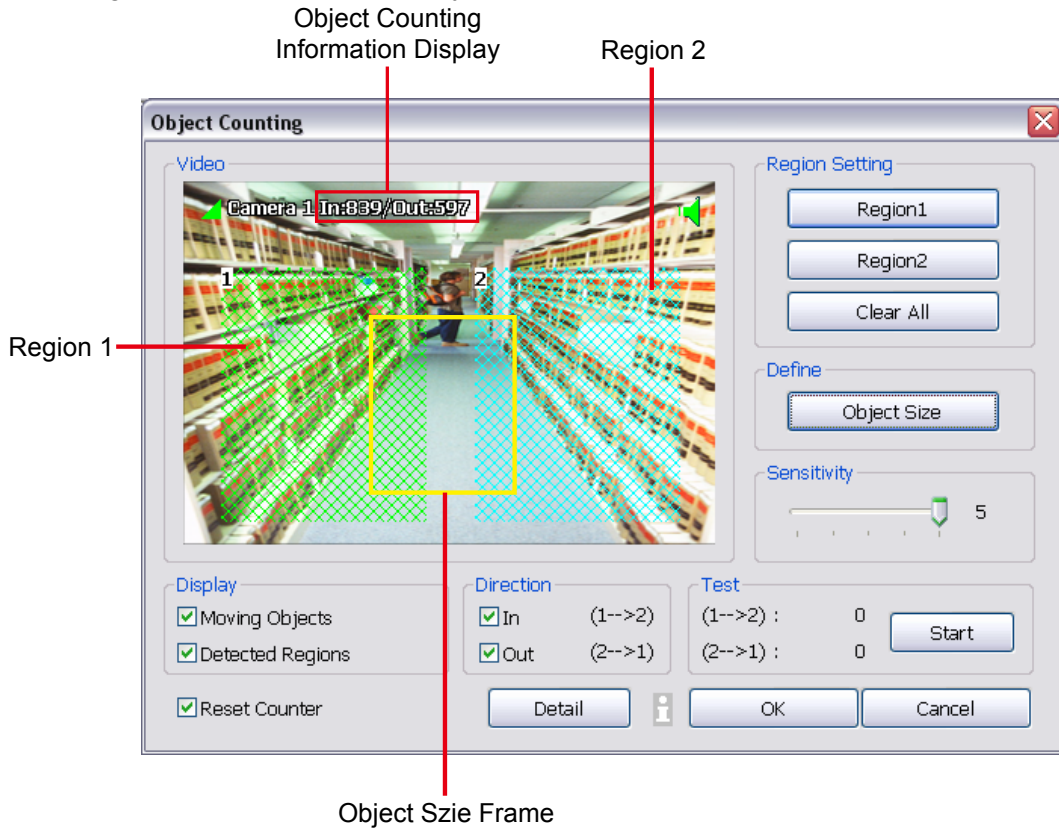 Object Counting
Information Display
Region 2
Object Counting
Video
Camera 1 In:839/Out:597
1
2
Region 1
Region Setting
Region1
Region2
Clear All
Define
Object Size
Sensitivity
5
Display
Moving Objects
Detected Regions
Direction
In (1-->2)
Out (2-->1)
Test
(1-->2) : 0
(2-->1) : 0
Start
Reset Counter
Detail
i
OK
Cancel
Object Szie Frame